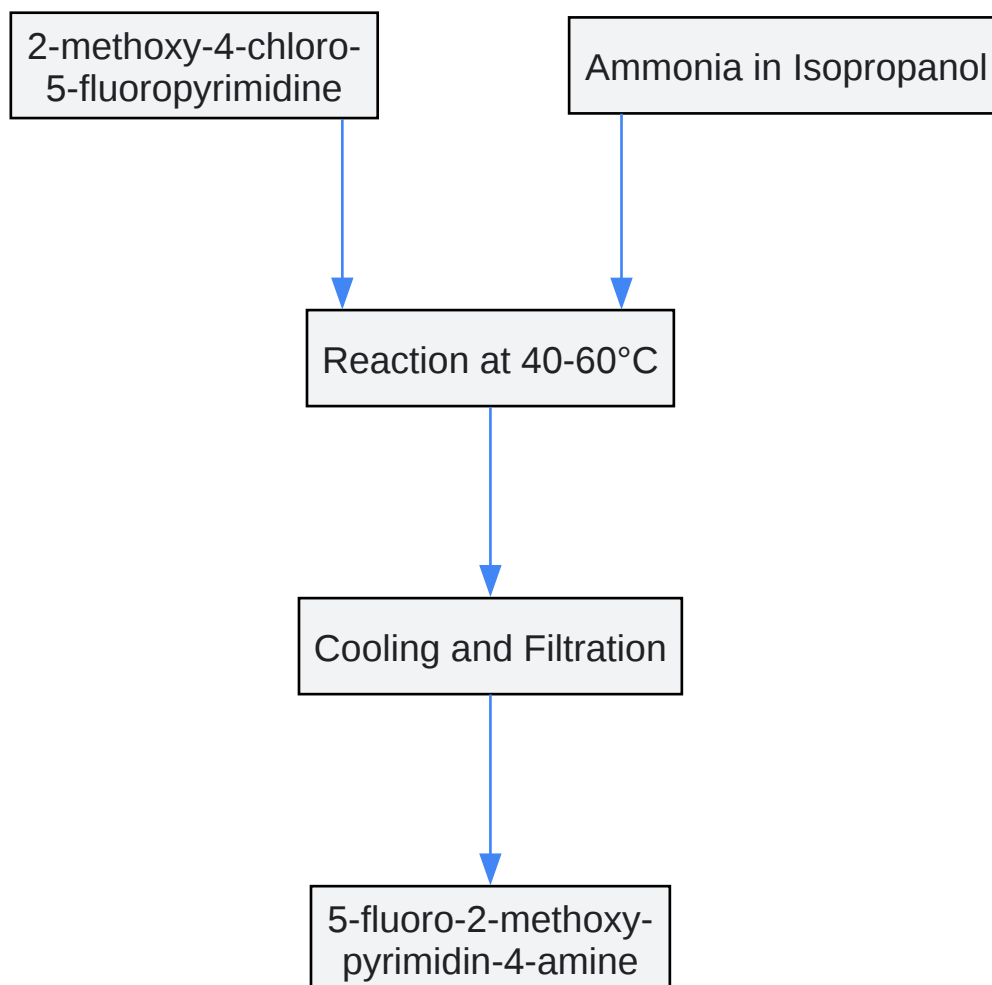 2-methoxy-4-chloro-
5-fluoropyrimidine
Ammonia in Isopropanol
Reaction at 40-60°C
Cooling and Filtration
5-fluoro-2-methoxy-
pyrimidin-4-amine